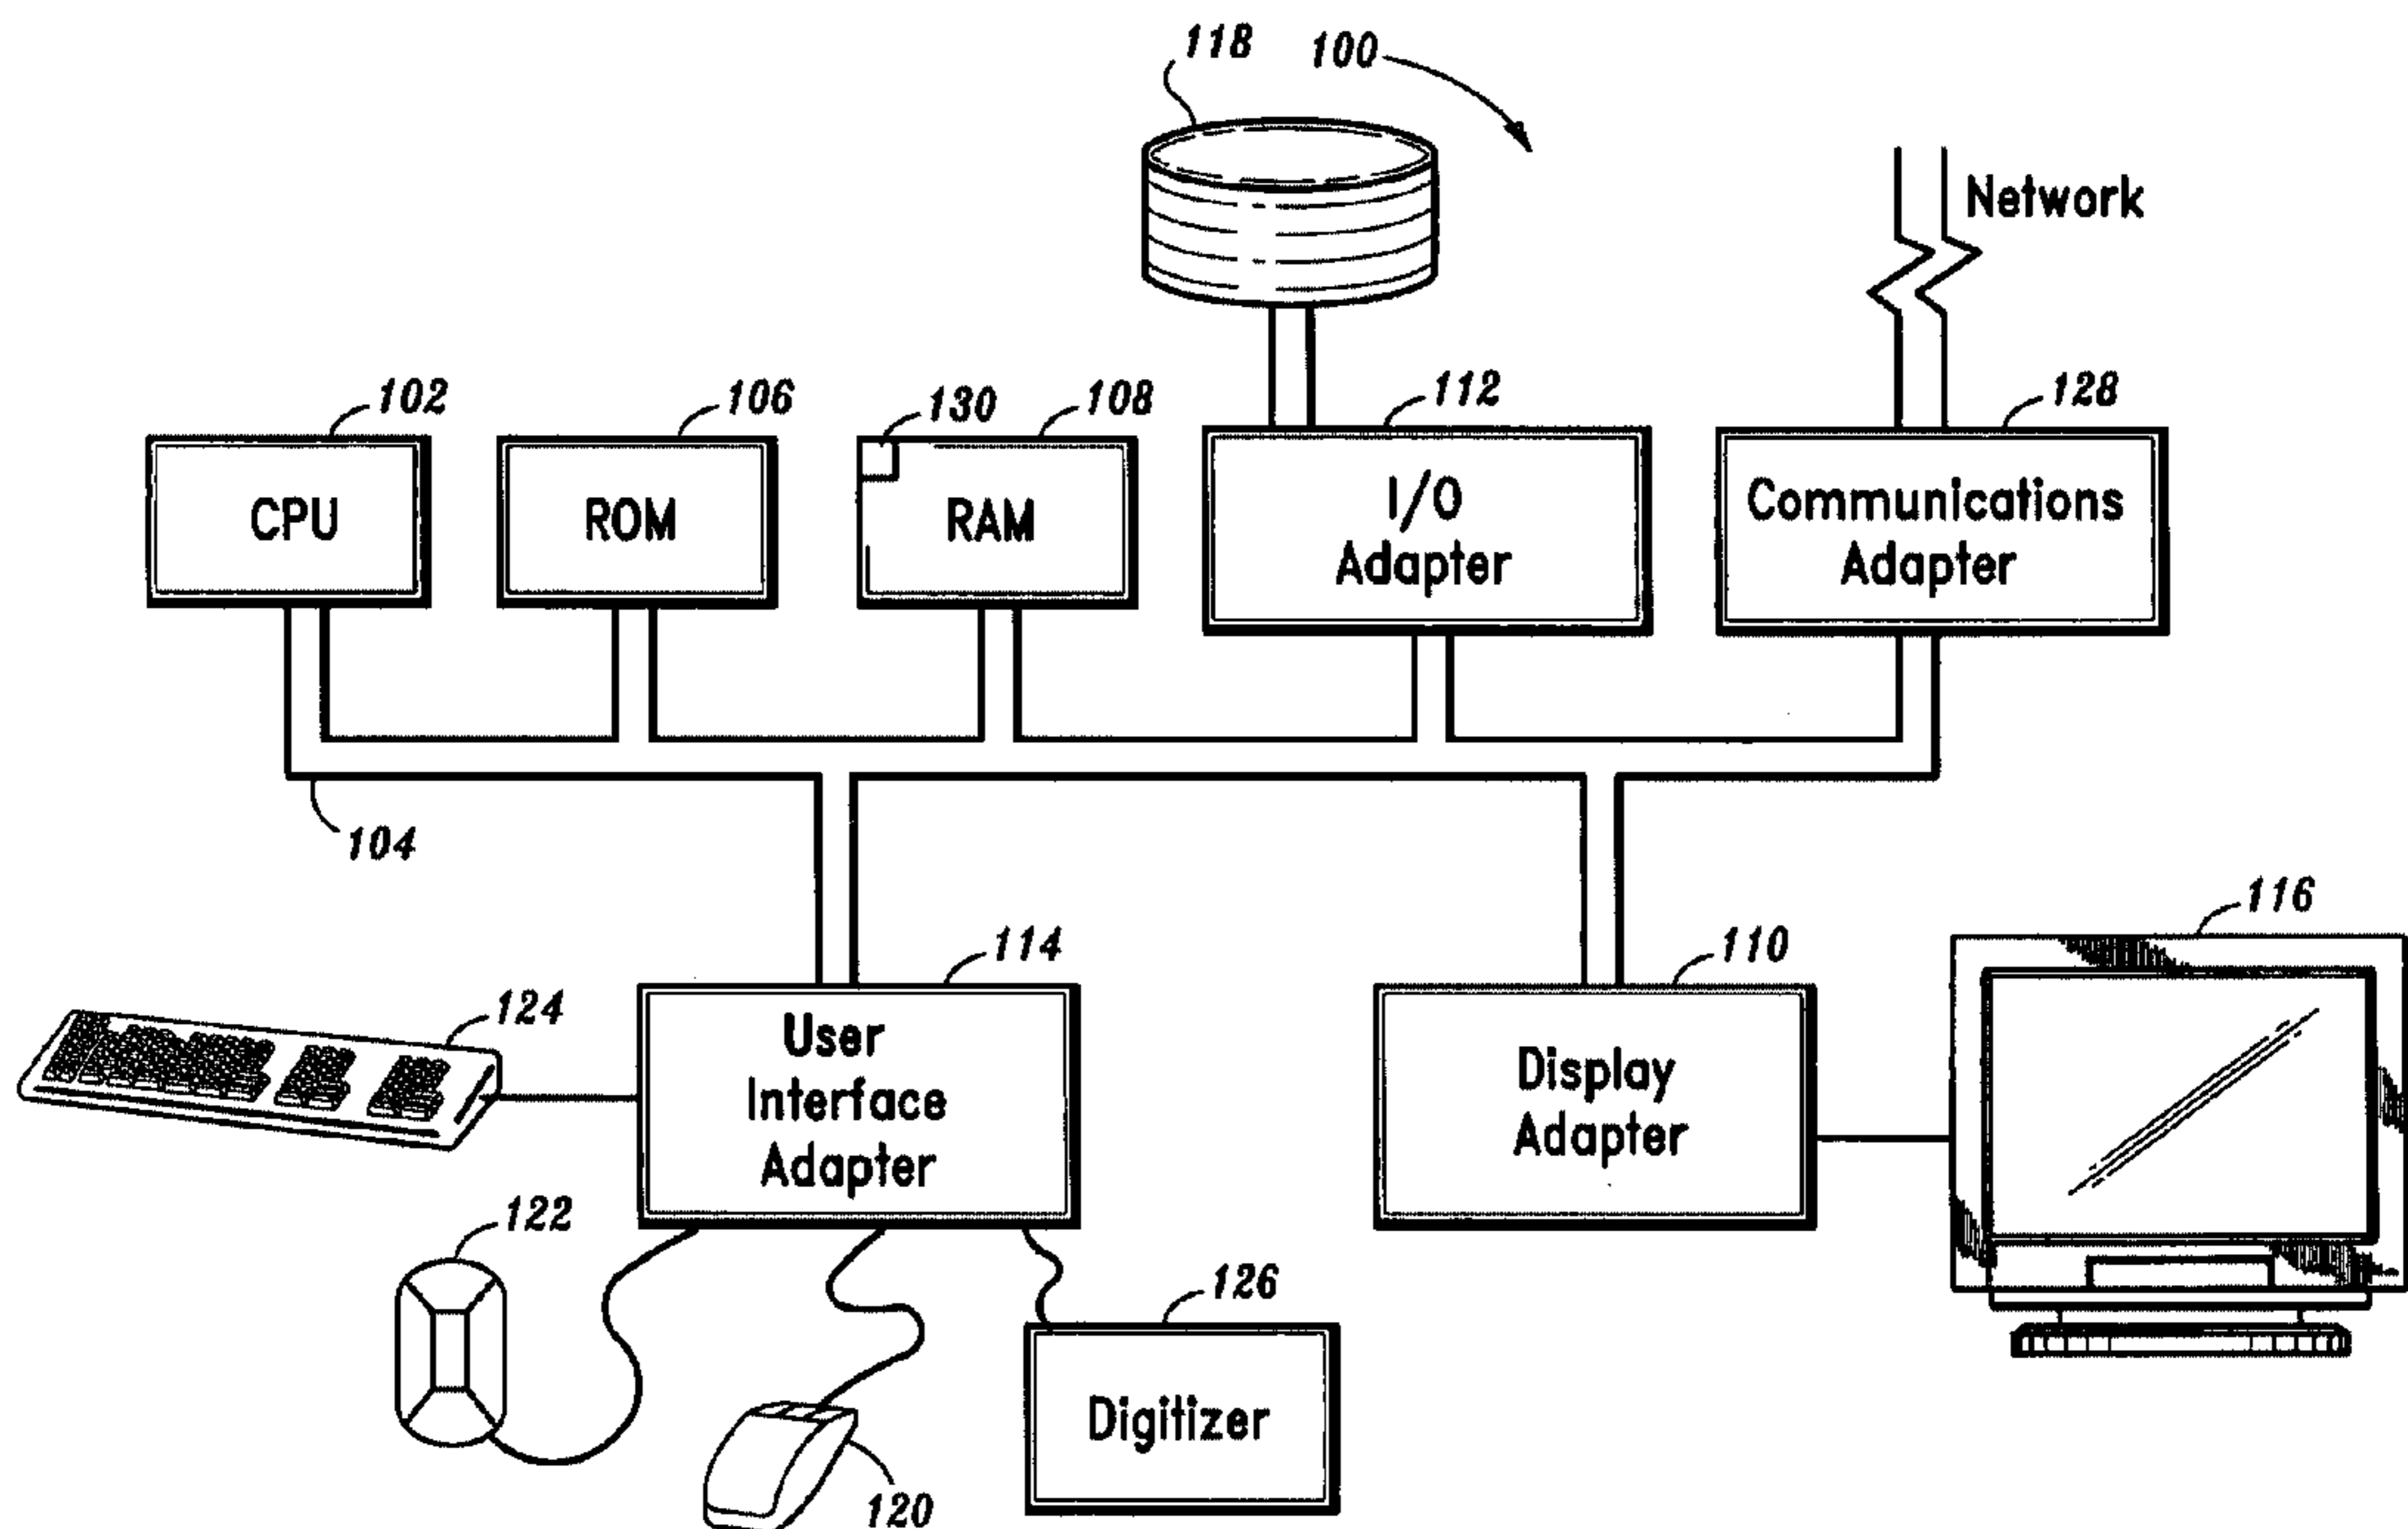 118
100
Network
102
106
130
108
112
128
CPU
ROM
RAM
I/O
Adapter
Communications
Adapter
104
116
114
110
124
User
Interface
Adapter
Display
Adapter
122
126
Digitizer
120